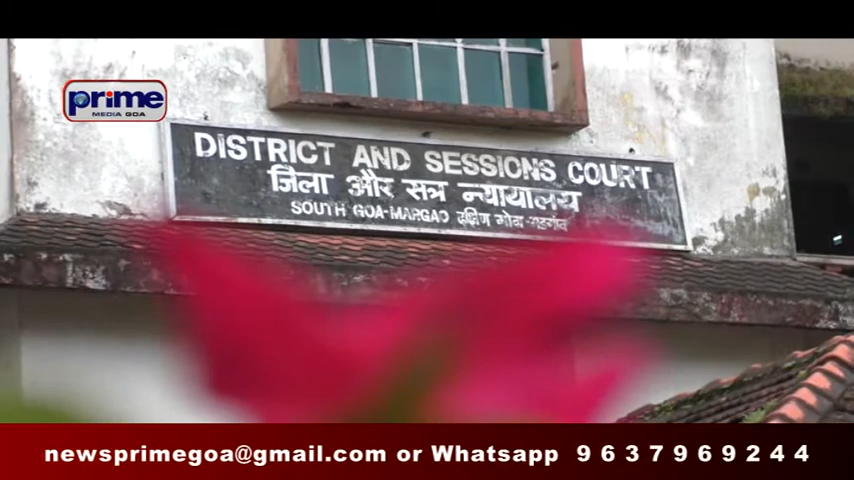 prime
MEDIA GOA
DISTRICT AND SESSIONS COURT
जिला और सत्र न्यायालय
SOUTH GOA-MARGAO दक्षिण गोवा-मडगांव
newsprimegoa@gmail.com or Whatsapp 9637969244